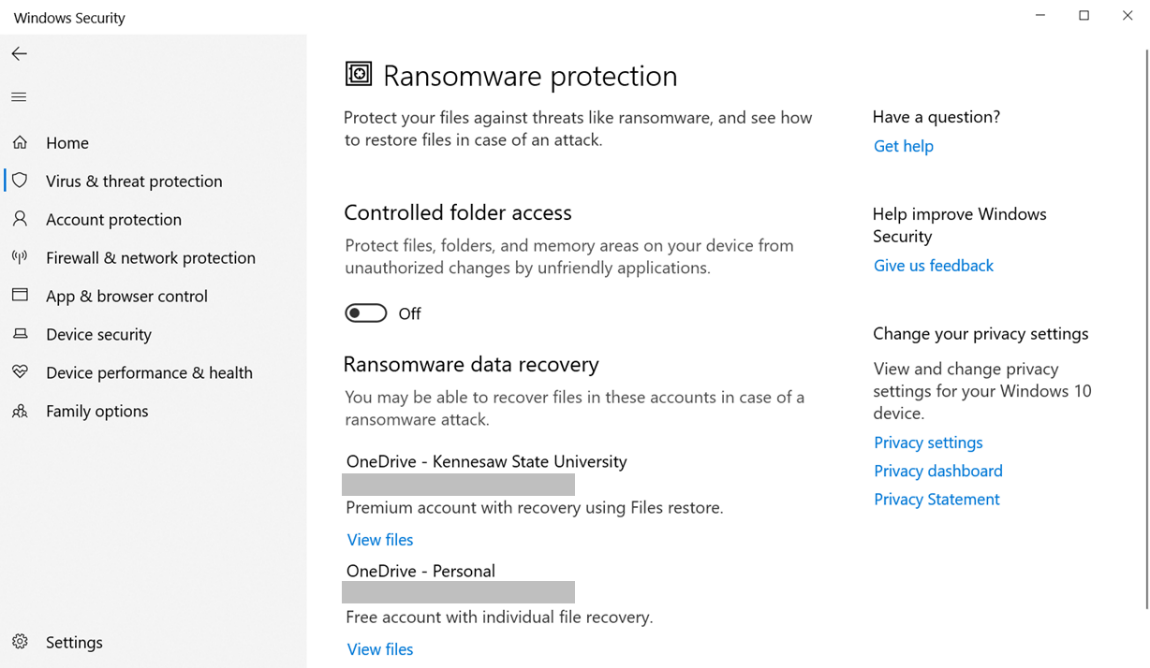 Windows Security
Home
Virus & threat protection
Account protection
Firewall & network protection
App & browser control
Device security
Device performance & health
Family options
Settings
Ransomware protection
Protect your files against threats like ransomware, and see how
to restore files in case of an attack.
Controlled folder access
Protect files, folders, and memory areas on your device from
unauthorized changes by unfriendly applications.
Off
Ransomware data recovery
You may be able to recover files in these accounts in case of a
ransomware attack.
OneDrive - Kennesaw State University
Premium account with recovery using Files restore.
View files
OneDrive - Personal
Free account with individual file recovery.
View files
Have a question?
Get help
Help improve Windows
Security
Give us feedback
Change your privacy settings
View and change privacy
settings for your Windows 10
device.
Privacy settings
Privacy dashboard
Privacy Statement